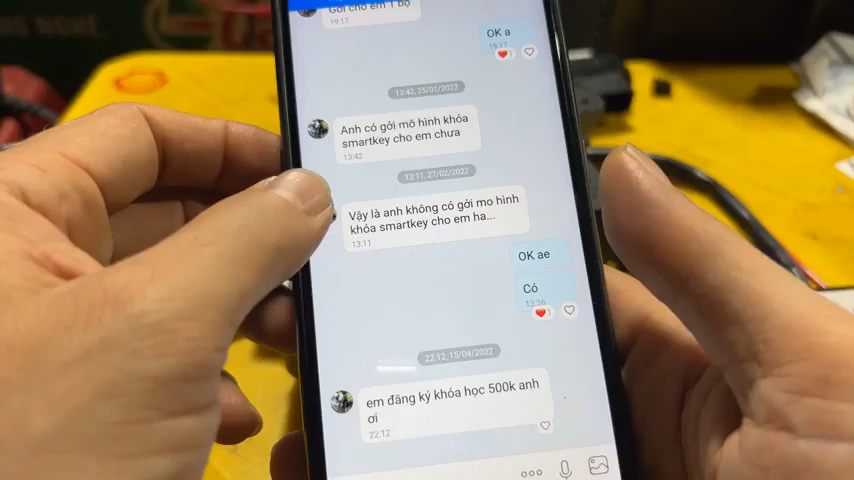 Gởi cho em 1 bộ
19:17
OK a
19:17
1
13:42, 25/01/2022
Anh có gởi mô hình khóa
smartkey cho em chưa
13:42
13:11, 27/02/2022
Vậy là anh không có gởi mo hình
khóa smartkey cho em ha...
13:11
OK ae
Có
13:26
1
22:12, 15/04/2022
em đăng ký khóa học 500k anh
ơi
22:12